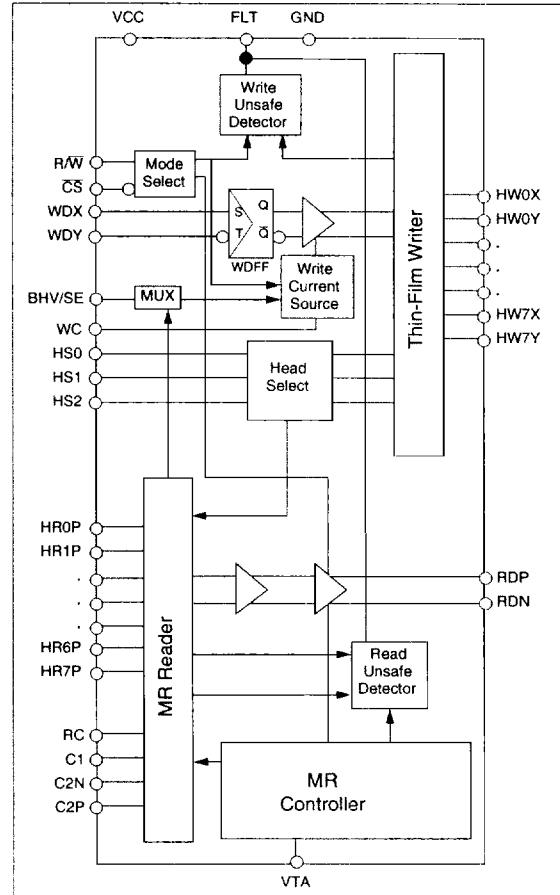 VCC FLT GND
Write
Unsafe
Detector
R/W̅
Mode
Select
C̅S̅
WDX
S Q
WDY
T Q̅
WDFF
HW0X
HW0Y
.
.
.
HW7X
HW7Y
Thin-Film Writer
BHV/SE
MUX
Write
Current
Source
WC
HS0
HS1
HS2
Head
Select
HR0P
HR1P
.
.
.
HR6P
HR7P
MR Reader
RDP
RDN
Read
Unsafe
Detector
RC
C1
C2N
C2P
MR
Controller
VTA